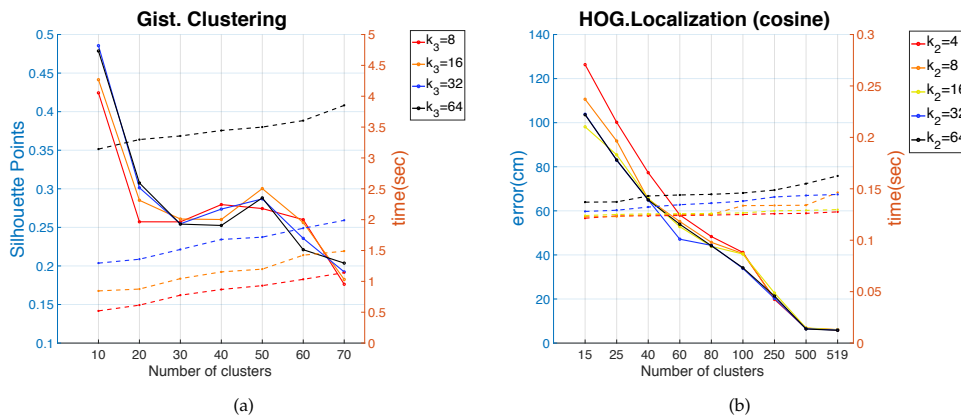 Gist. Clustering
0.5
0.45
0.4
0.35
0.3
0.25
0.2
0.15
0.1
Silhouette Points
10 20 30 40 50 60 70
Number of clusters
5
4.5
4
3.5
3
2.5
2
1.5
1
0.5
0
time(sec)
k3=8
k3=16
k3=32
k3=64
(a)
HOG.Localization (cosine)
140
120
100
80
60
40
20
0
error(cm)
15 25 40 60 80 100 250 500 519
Number of clusters
0.3
0.25
0.2
0.15
0.1
0.05
0
time(sec)
k2=4
k2=8
k2=16
k2=32
k2=64
(b)